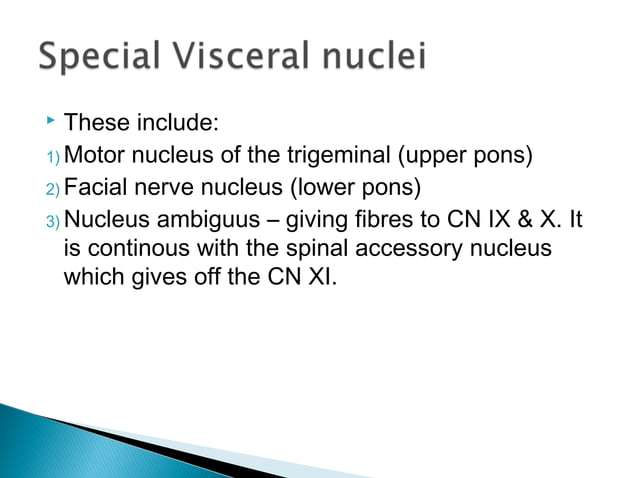 Special Visceral nuclei
These include:
1) Motor nucleus of the trigeminal (upper pons)
2) Facial nerve nucleus (lower pons)
3) Nucleus ambiguus – giving fibres to CN IX & X. It
is continous with the spinal accessory nucleus
which gives off the CN XI.